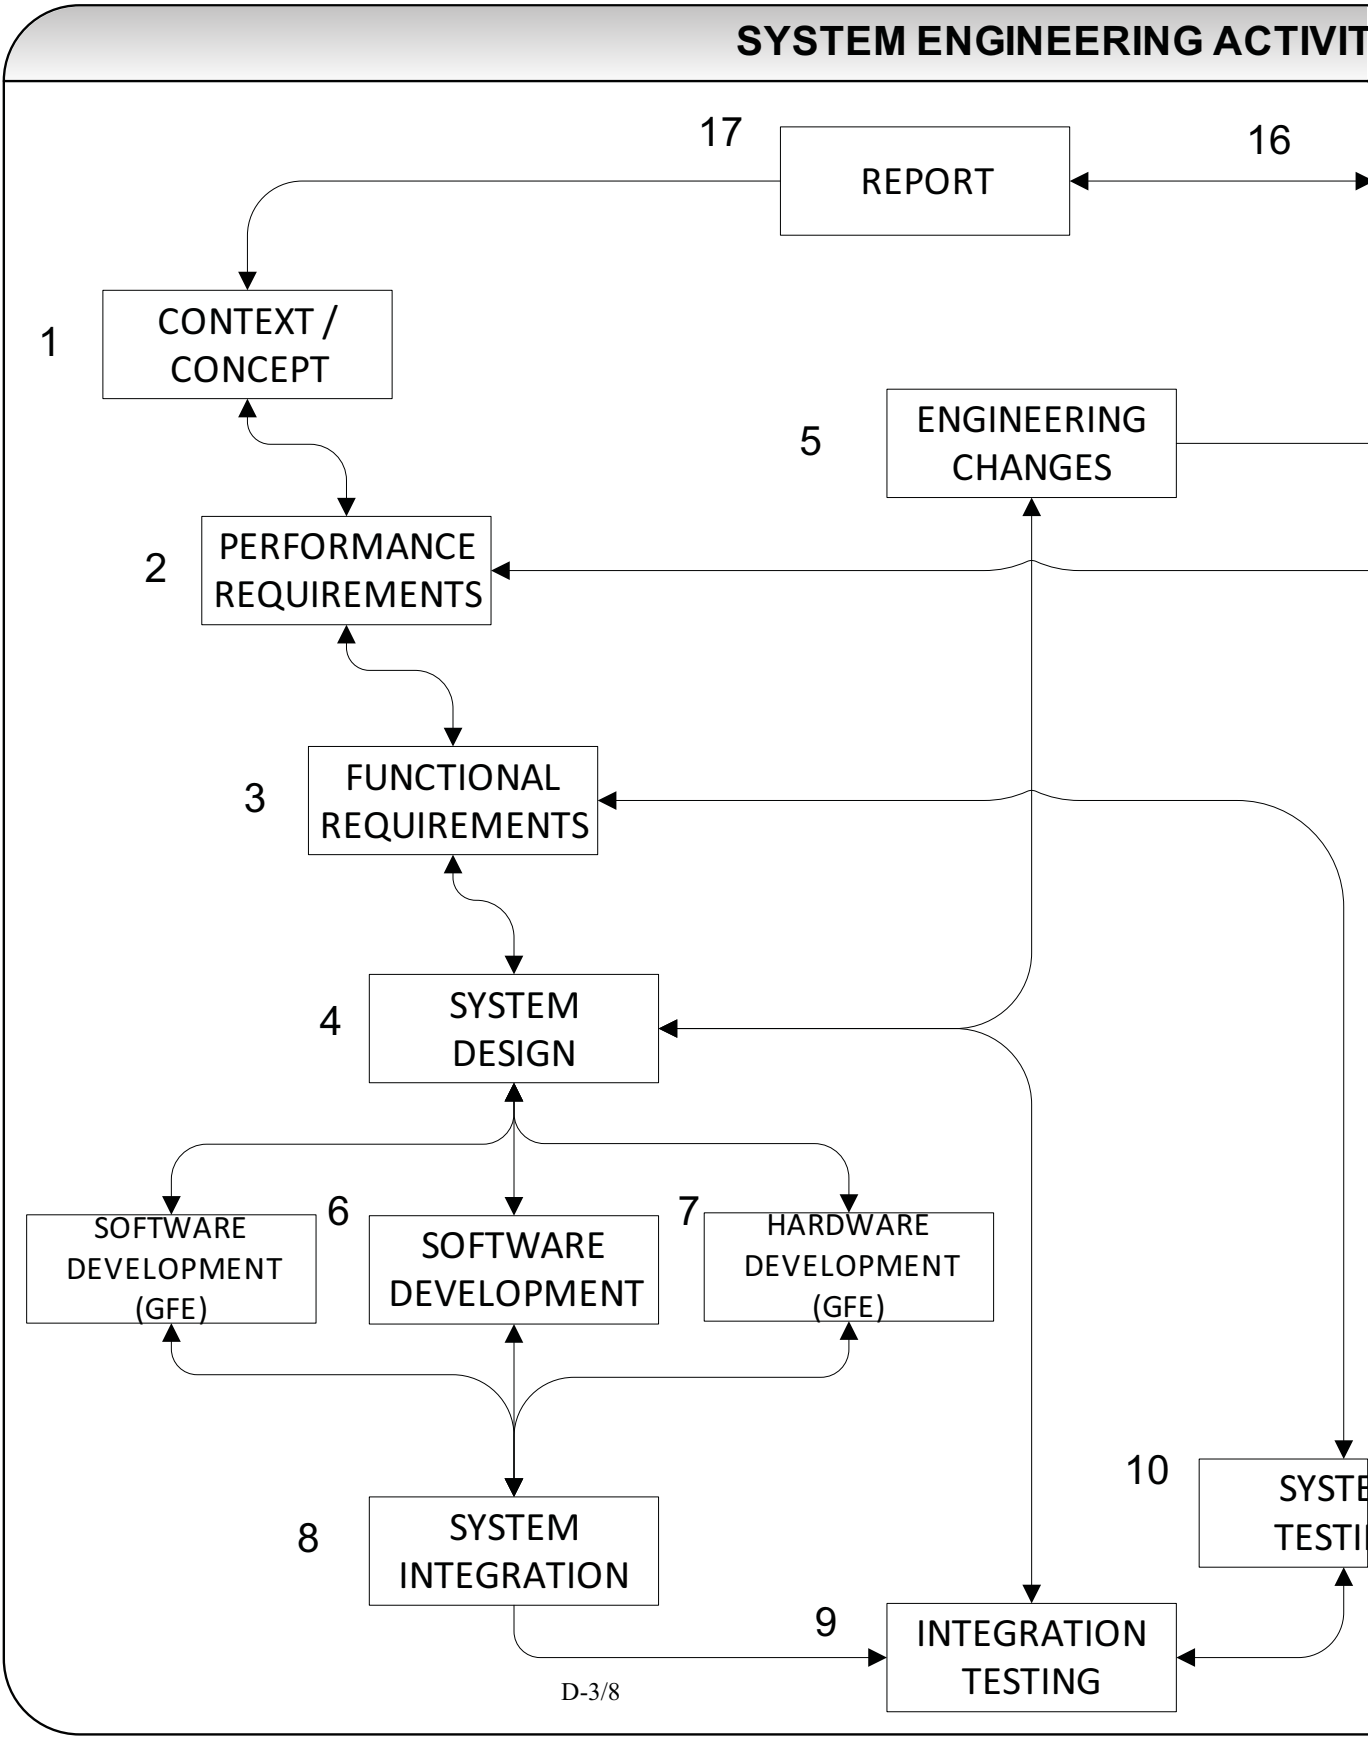 SYSTEM ENGINEERING ACTIVIT
17
REPORT
16
1
CONTEXT /
CONCEPT
5
ENGINEERING
CHANGES
2
PERFORMANCE
REQUIREMENTS
3
FUNCTIONAL
REQUIREMENTS
4
SYSTEM
DESIGN
SOFTWARE
DEVELOPMENT
(GFE)
6
SOFTWARE
DEVELOPMENT
7
HARDWARE
DEVELOPMENT
(GFE)
10
SYSTE
TESTI
8
SYSTEM
INTEGRATION
9
INTEGRATION
TESTING
D-3/8